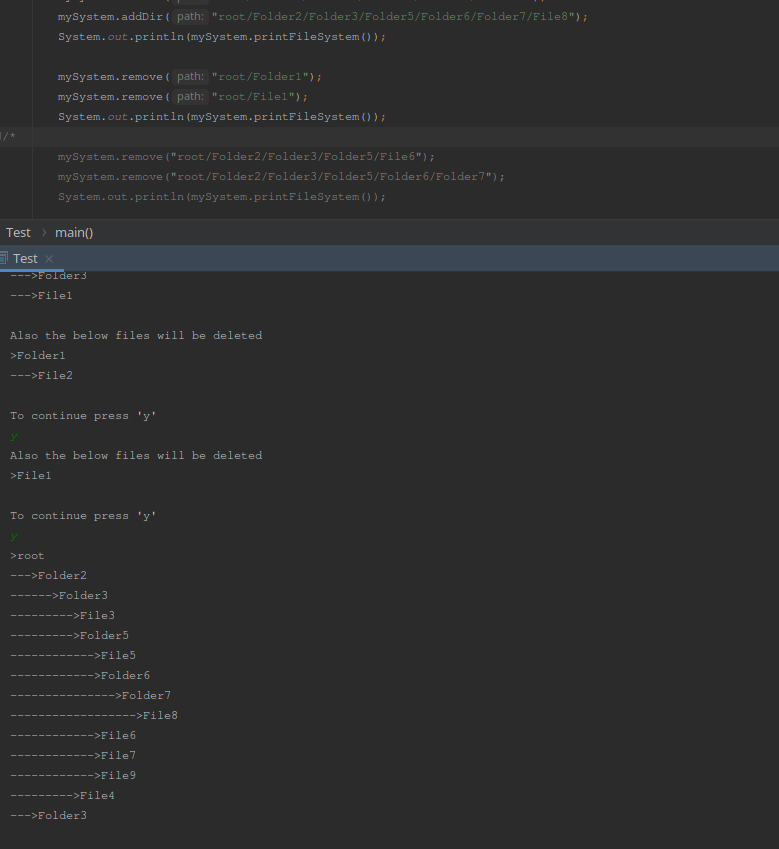 mySystem.addDir( path: "root/Folder2/Folder3/Folder5/Folder6/Folder7/File8");
System.out.println(mySystem.printFileSystem());
mySystem.remove( path: "root/Folder1");
mySystem.remove( path: "root/File1");
System.out.println(mySystem.printFileSystem());
/*
mySystem.remove("root/Folder2/Folder3/Folder5/File6");
mySystem.remove("root/Folder2/Folder3/Folder5/Folder6/Folder7");
System.out.println(mySystem.printFileSystem());
Test > main()
Test ×
--->Folder3
--->File1
Also the below files will be deleted
>Folder1
--->File2
To continue press 'y'
y
Also the below files will be deleted
>File1
To continue press 'y'
y
>root
--->Folder2
------>Folder3
--------->File3
--------->Folder5
------------>File5
------------>Folder6
--------------->Folder7
------------------>File8
------------>File6
------------>File7
------------>File9
--------->File4
--->Folder3